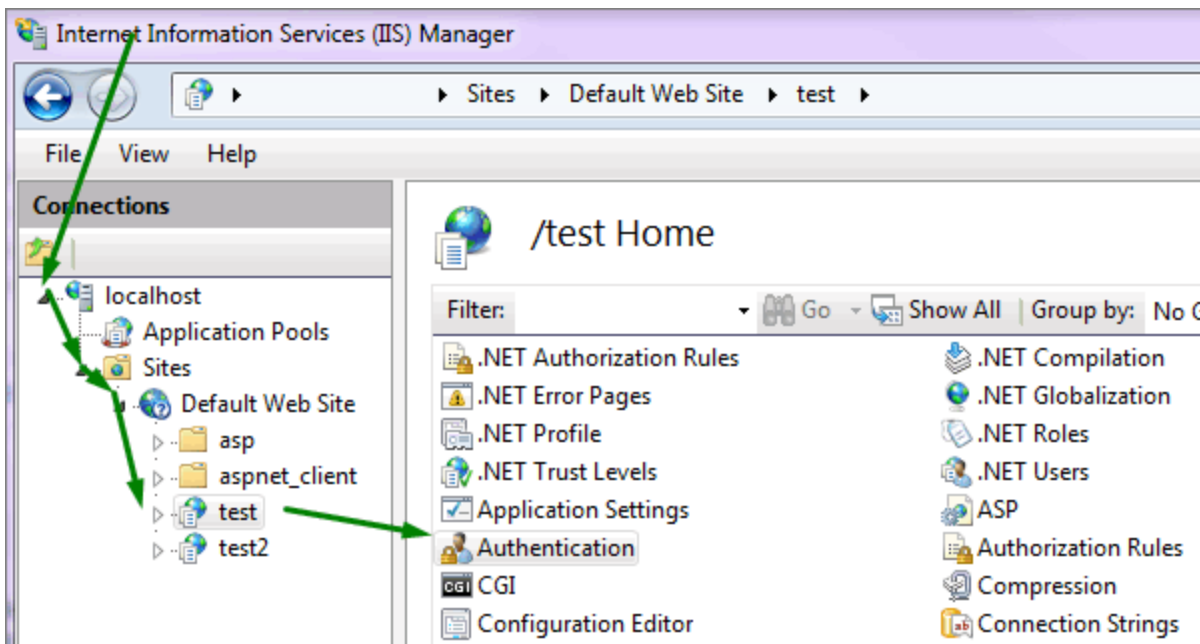 Internet Information Services (IIS) Manager
Sites Default Web Site test
File View Help
Connections
/test Home
localhost
Filter: Go Show All Group by: No
Application Pools
Sites
.NET Authorization Rules .NET Compilation
Default Web Site
.NET Error Pages .NET Globalization
asp
.NET Profile .NET Roles
aspnet_client
.NET Trust Levels .NET Users
test
Application Settings ASP
test2
Authentication Authorization Rules
CGI Compression
Configuration Editor Connection Strings